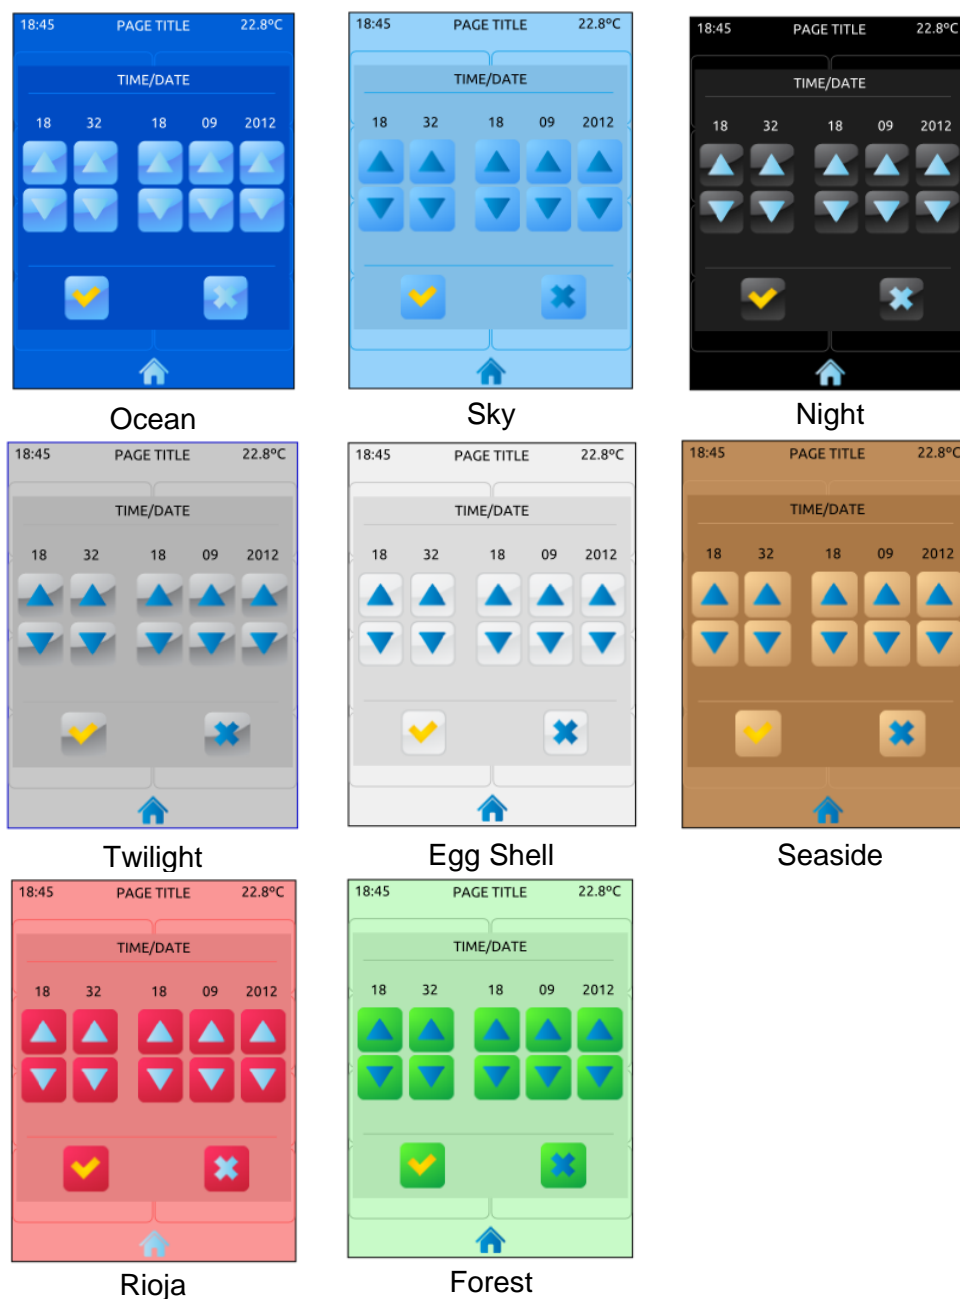 18:45 PAGE TITLE 22.8ºC
TIME/DATE
18 32 18 09 2012
Ocean
18:45 PAGE TITLE 22.8ºC
TIME/DATE
18 32 18 09 2012
Sky
18:45 PAGE TITLE 22.8ºC
TIME/DATE
18 32 18 09 2012
Night
18:45 PAGE TITLE 22.8ºC
TIME/DATE
18 32 18 09 2012
Twilight
18:45 PAGE TITLE 22.8ºC
TIME/DATE
18 32 18 09 2012
Egg Shell
18:45 PAGE TITLE 22.8ºC
TIME/DATE
18 32 18 09 2012
Seaside
18:45 PAGE TITLE 22.8ºC
TIME/DATE
18 32 18 09 2012
Rioja
18:45 PAGE TITLE 22.8ºC
TIME/DATE
18 32 18 09 2012
Forest